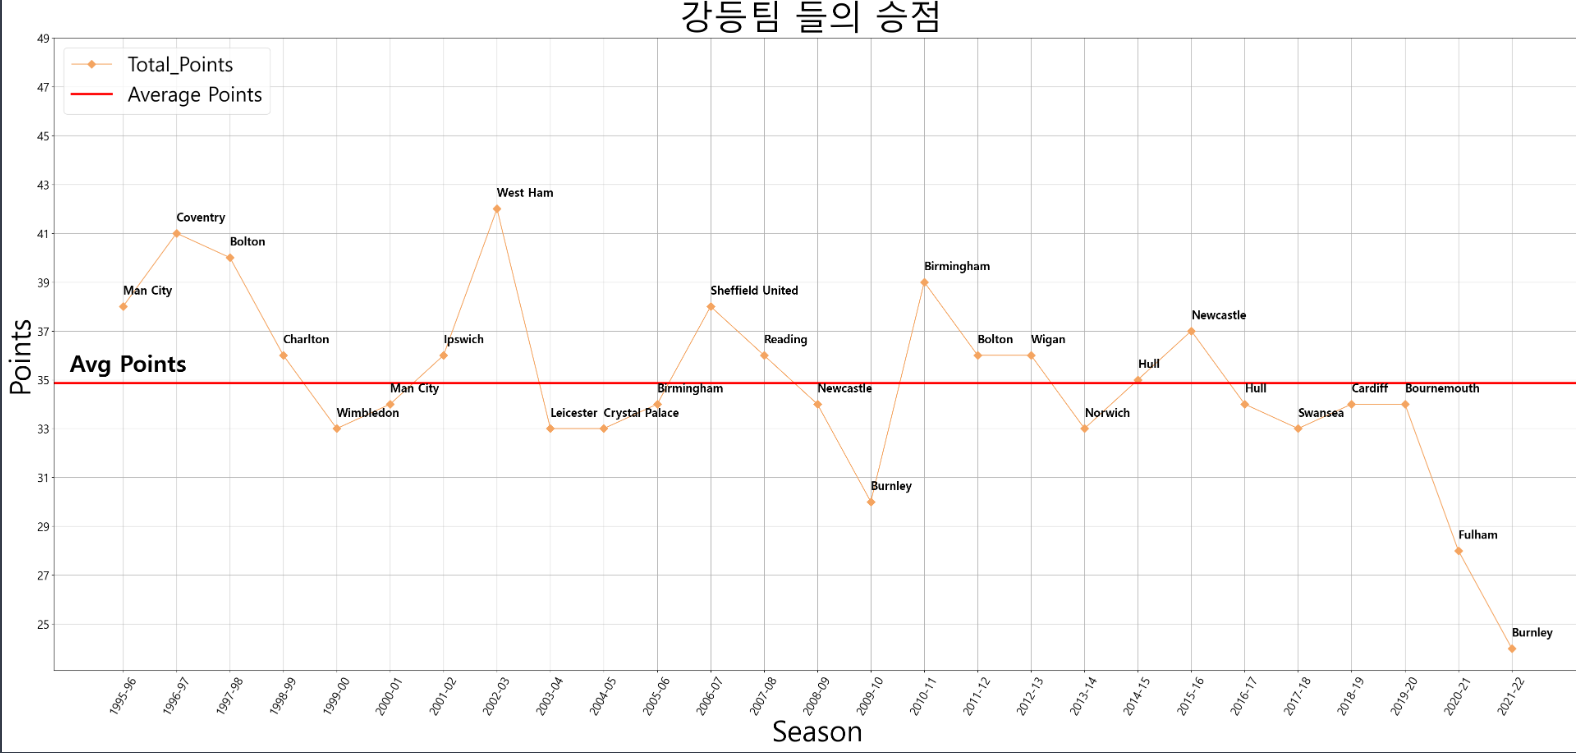 강등팀 들의 승점
Total_Points
Average Points
49
47
45
43
41
39
37
35
33
31
29
27
25
Points
Avg Points
Man City
Coventry
Bolton
Charlton
Wimbledon
Man City
Ipswich
West Ham
Leicester
Crystal Palace
Birmingham
Sheffield United
Reading
Newcastle
Burnley
Birmingham
Bolton
Wigan
Norwich
Hull
Newcastle
Hull
Swansea
Cardiff
Bournemouth
Fulham
Burnley
1995-96
1996-97
1997-98
1998-99
1999-00
2000-01
2001-02
2002-03
2003-04
2004-05
2005-06
2006-07
2007-08
2008-09
2009-10
2010-11
2011-12
2012-13
2013-14
2014-15
2015-16
2016-17
2017-18
2018-19
2019-20
2020-21
2021-22
Season